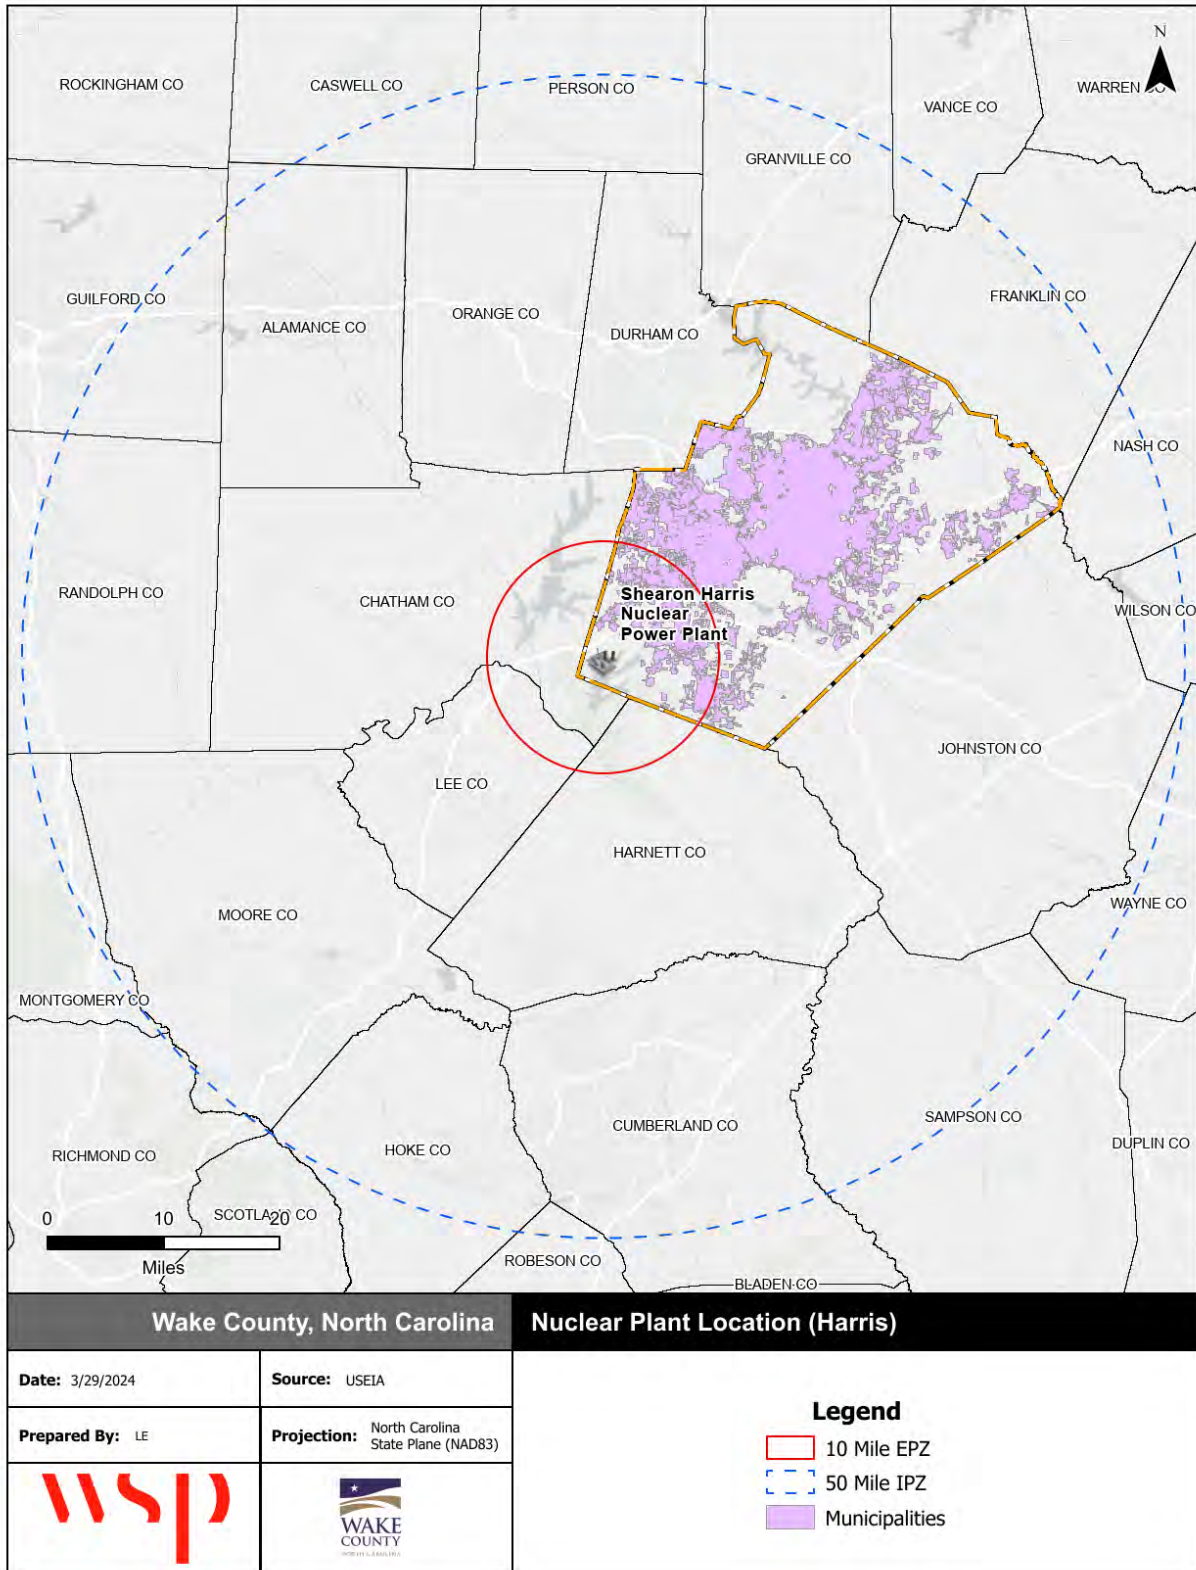 N
ROCKINGHAM CO
CASWELL CO
PERSON CO
WARREN CO
VANCE CO
GRANVILLE CO
GUILFORD CO
ALAMANCE CO
ORANGE CO
DURHAM CO
FRANKLIN CO
NASH CO
RANDOLPH CO
CHATHAM CO
Shearon Harris
Nuclear
Power Plant
WILSON CO
JOHNSTON CO
LEE CO
HARNETT CO
MOORE CO
WAYNE CO
MONTGOMERY CO
RICHMOND CO
HOKE CO
CUMBERLAND CO
SAMPSON CO
DUPLIN CO
SCOTLAND CO
0 10 20
Miles
ROBESON CO
BLADEN CO
Wake County, North Carolina
Nuclear Plant Location (Harris)
Date: 3/29/2024
Source: USEIA
Prepared By: LE
Projection: North Carolina
State Plane (NAD83)
Legend
10 Mile EPZ
50 Mile IPZ
Municipalities
wsp
WAKE
COUNTY
NORTH CAROLINA